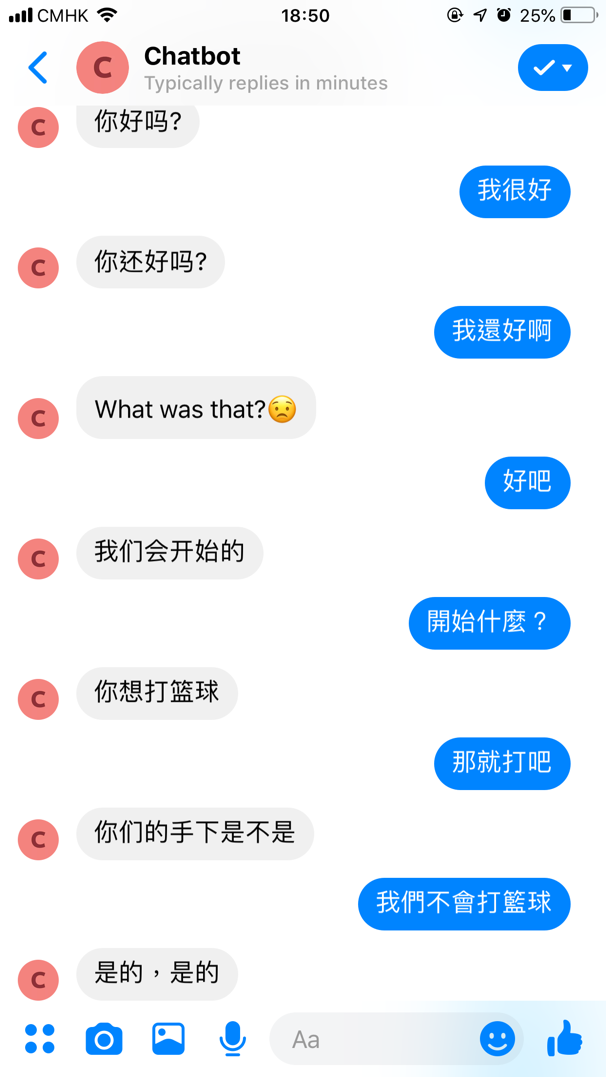 CMHK 18:50 25%
Chatbot
Typically replies in minutes
C
C 你好吗?
我很好
C 你还好吗?
我還好啊
C What was that?😟
好吧
C 我们会开始的
開始什麼？
C 你想打篮球
那就打吧
C 你们的手下是不是
我們不會打籃球
C 是的，是的
Aa